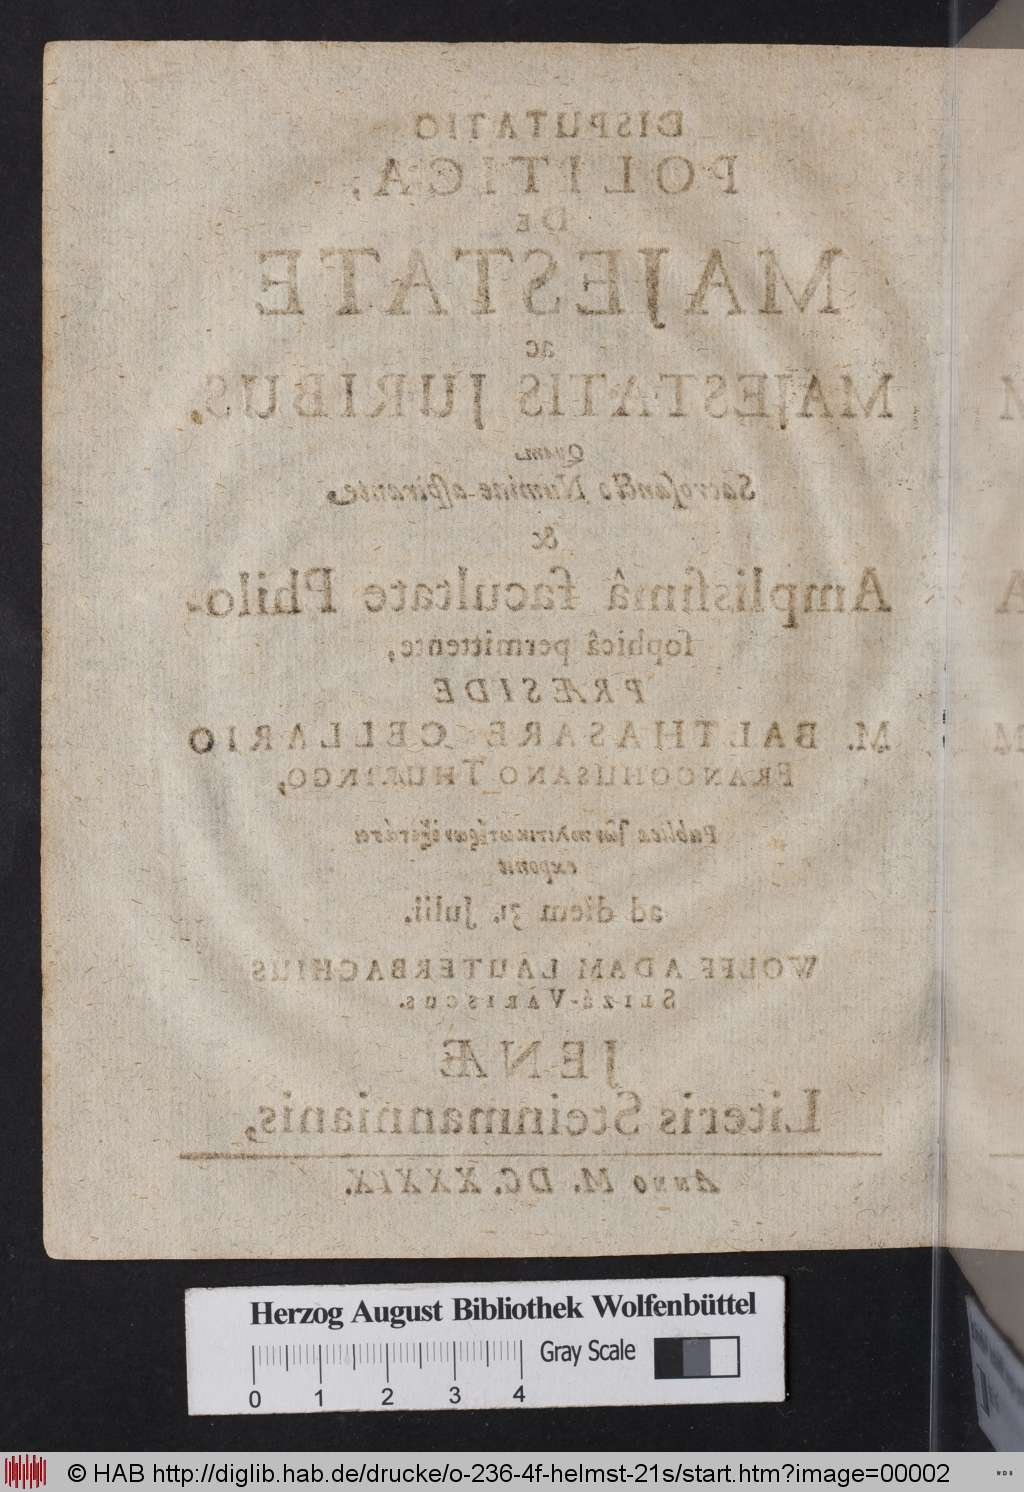 DISPUTATIO
POLITICA,
DE
MAJESTATE
ac
MAJESTATIS JURIBUS,
Quam
Sacrosancto Numine aspirante
&
Amplissimâ facultate Philo-
sophicâ permittente,
PRÆSIDE
M. BALTHASARE CELLARIO
FRANCOHUSANO THURINGO,
Publicæ
exponit
ad diem 31. Julii.
WOLFF ADAM LAUTERBACHIUS
Slizâ-Variscus.
JENÆ
Literis Steinmannianis,
Anno M. DC. XXXIX.
Herzog August Bibliothek Wolfenbüttel
Gray Scale
0 1 2 3 4
© HAB http://diglib.hab.de/drucke/o-236-4f-helmst-21s/start.htm?image=00002